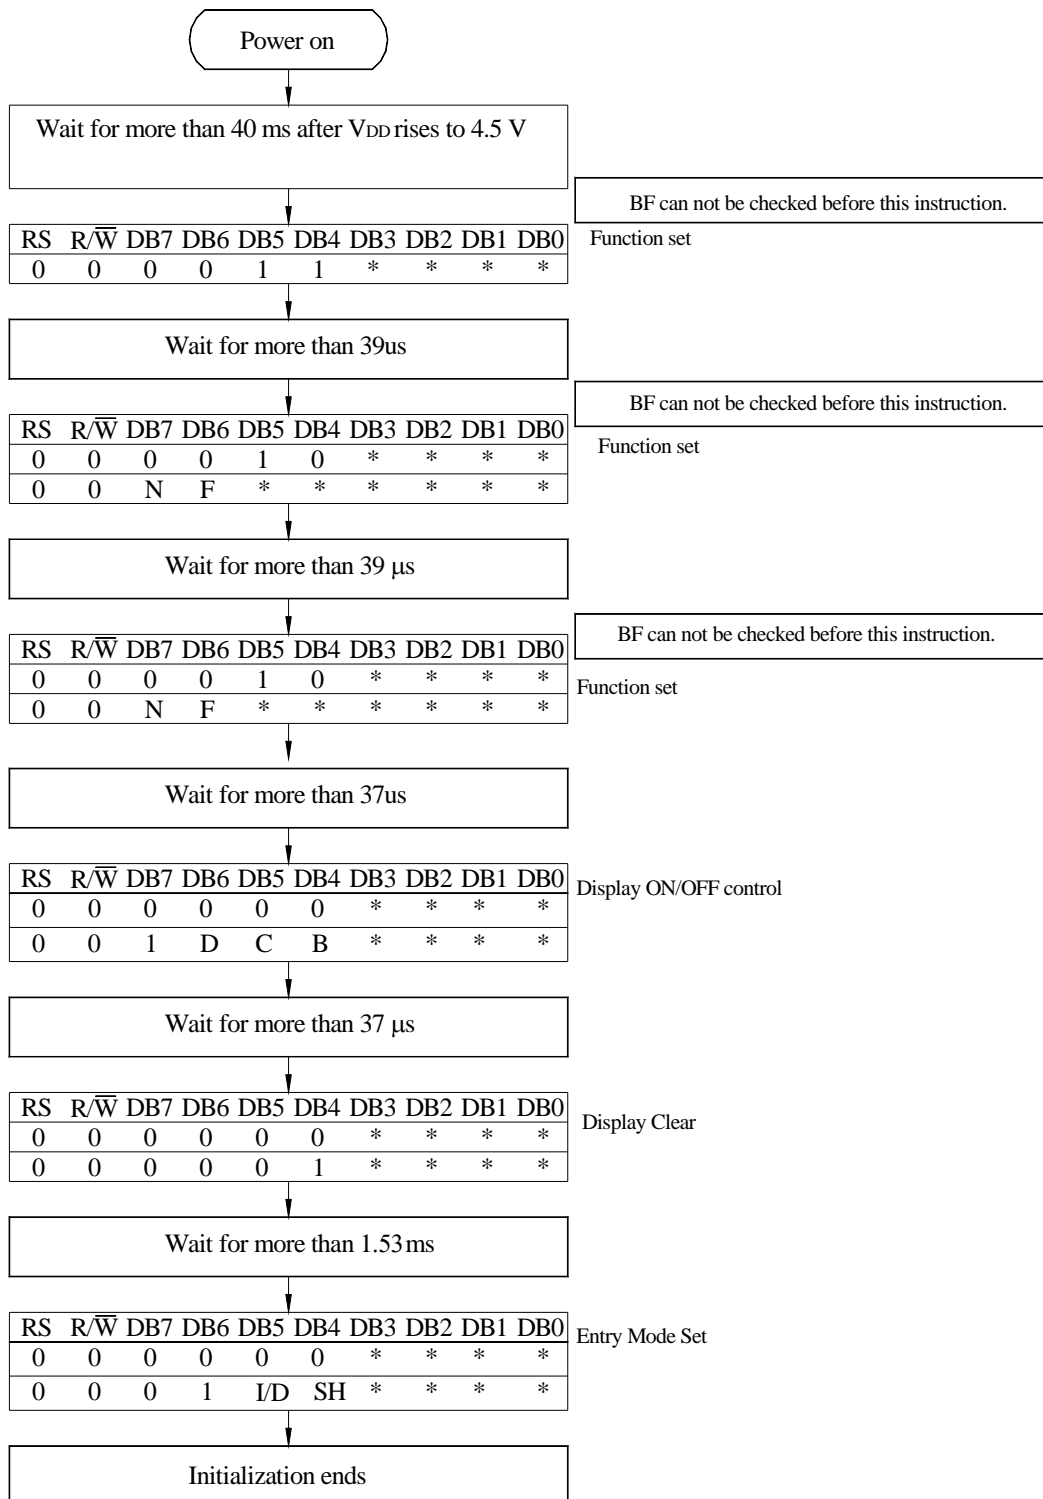 Power on
Wait for more than 40 ms after VDD rises to 4.5 V
BF can not be checked before this instruction.
RS R/W̅ DB7 DB6 DB5 DB4 DB3 DB2 DB1 DB0
Function set
0 0 0 0 1 1 * * * *
Wait for more than 39us
BF can not be checked before this instruction.
RS R/W̅ DB7 DB6 DB5 DB4 DB3 DB2 DB1 DB0
Function set
0 0 0 0 1 0 * * * *
0 0 N F * * * * * *
Wait for more than 39 μs
BF can not be checked before this instruction.
RS R/W̅ DB7 DB6 DB5 DB4 DB3 DB2 DB1 DB0
0 0 0 0 1 0 * * * *
Function set
0 0 N F * * * * * *
Wait for more than 37us
RS R/W̅ DB7 DB6 DB5 DB4 DB3 DB2 DB1 DB0
Display ON/OFF control
0 0 0 0 0 0 * * * *
0 0 1 D C B * * * *
Wait for more than 37 μs
RS R/W̅ DB7 DB6 DB5 DB4 DB3 DB2 DB1 DB0
Display Clear
0 0 0 0 0 0 * * * *
0 0 0 0 0 1 * * * *
Wait for more than 1.53ms
RS R/W̅ DB7 DB6 DB5 DB4 DB3 DB2 DB1 DB0
Entry Mode Set
0 0 0 0 0 0 * * * *
0 0 0 1 I/D SH * * * *
Initialization ends